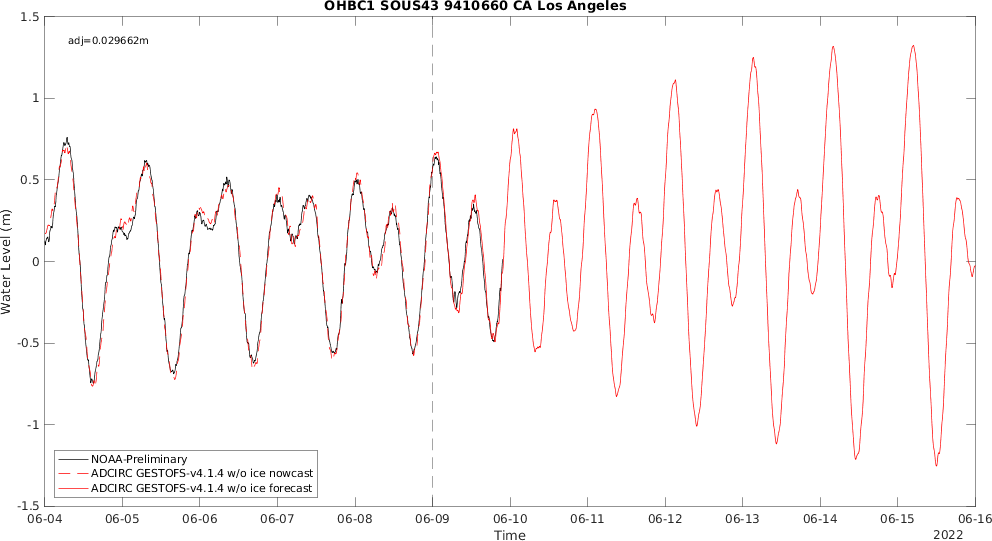 OHBC1 SOUS43 9410660 CA Los Angeles
adj=0.029662m
1.5
1
0.5
0
-0.5
-1
-1.5
Water Level (m)
NOAA-Preliminary
ADCIRC GESTOFS-v4.1.4 w/o ice nowcast
ADCIRC GESTOFS-v4.1.4 w/o ice forecast
06-04 06-05 06-06 06-07 06-08 06-09 06-10 06-11 06-12 06-13 06-14 06-15 06-16
Time
2022